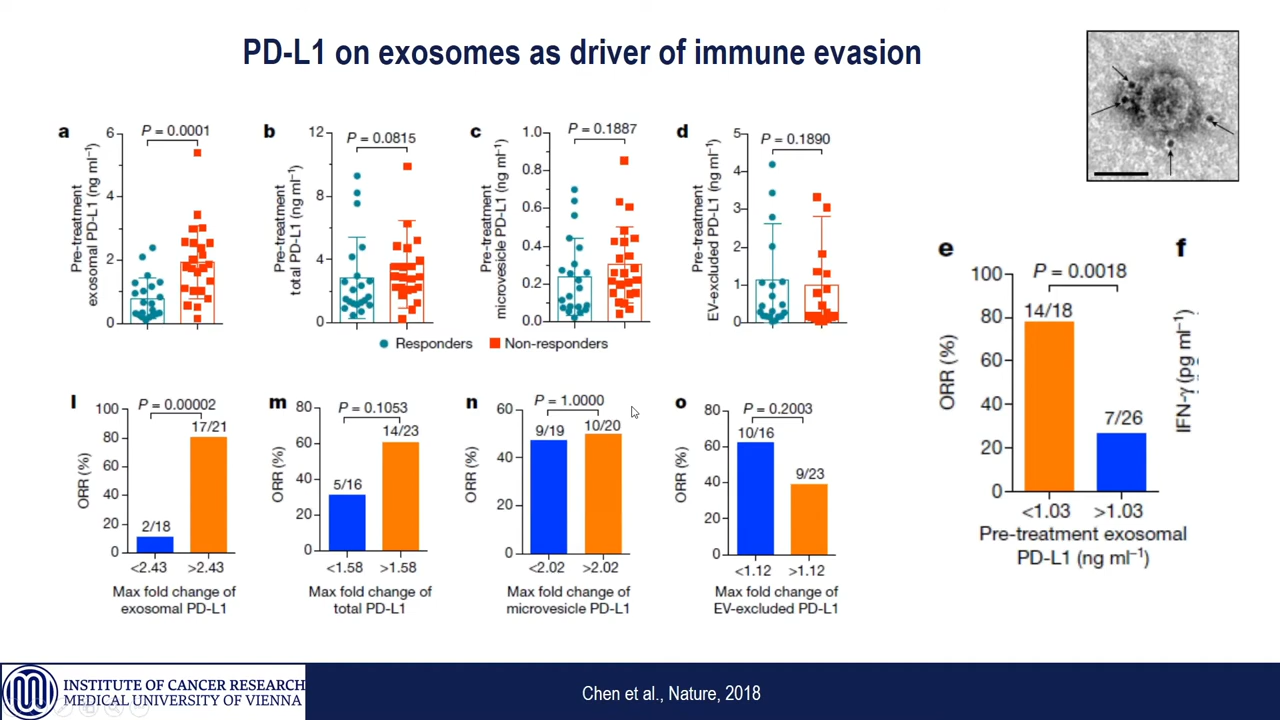 PD-L1 on exosomes as driver of immune evasion
a
P = 0.0001
6
4
2
0
Pre-treatment
exosomal PD-L1 (ng ml⁻¹)
b
P = 0.0815
12
8
4
0
Pre-treatment
total PD-L1 (ng ml⁻¹)
c
P = 0.1887
1.0
0.8
0.6
0.4
0.2
0.0
Pre-treatment
microvesicle PD-L1 (ng ml⁻¹)
d
P = 0.1890
5
4
3
2
1
0
Pre-treatment
EV-excluded PD-L1 (ng ml⁻¹)
Responders
Non-responders
l
P = 0.00002
100
80
60
40
20
0
ORR (%)
2/18
17/21
<2.43
>2.43
Max fold change of
exosomal PD-L1
m
P = 0.1053
80
60
40
20
0
ORR (%)
5/16
14/23
<1.58
>1.58
Max fold change of
total PD-L1
n
P = 1.0000
60
40
20
0
ORR (%)
9/19
10/20
<2.02
>2.02
Max fold change of
microvesicle PD-L1
o
P = 0.2003
80
60
40
20
0
ORR (%)
10/16
9/23
<1.12
>1.12
Max fold change of
EV-excluded PD-L1
e
P = 0.0018
100
80
60
40
20
0
ORR (%)
14/18
7/26
<1.03
>1.03
Pre-treatment exosomal
PD-L1 (ng ml⁻¹)
f
IFN-γ (pg ml⁻¹)
INSTITUTE OF CANCER RESEARCH
MEDICAL UNIVERSITY OF VIENNA
Chen et al., Nature, 2018